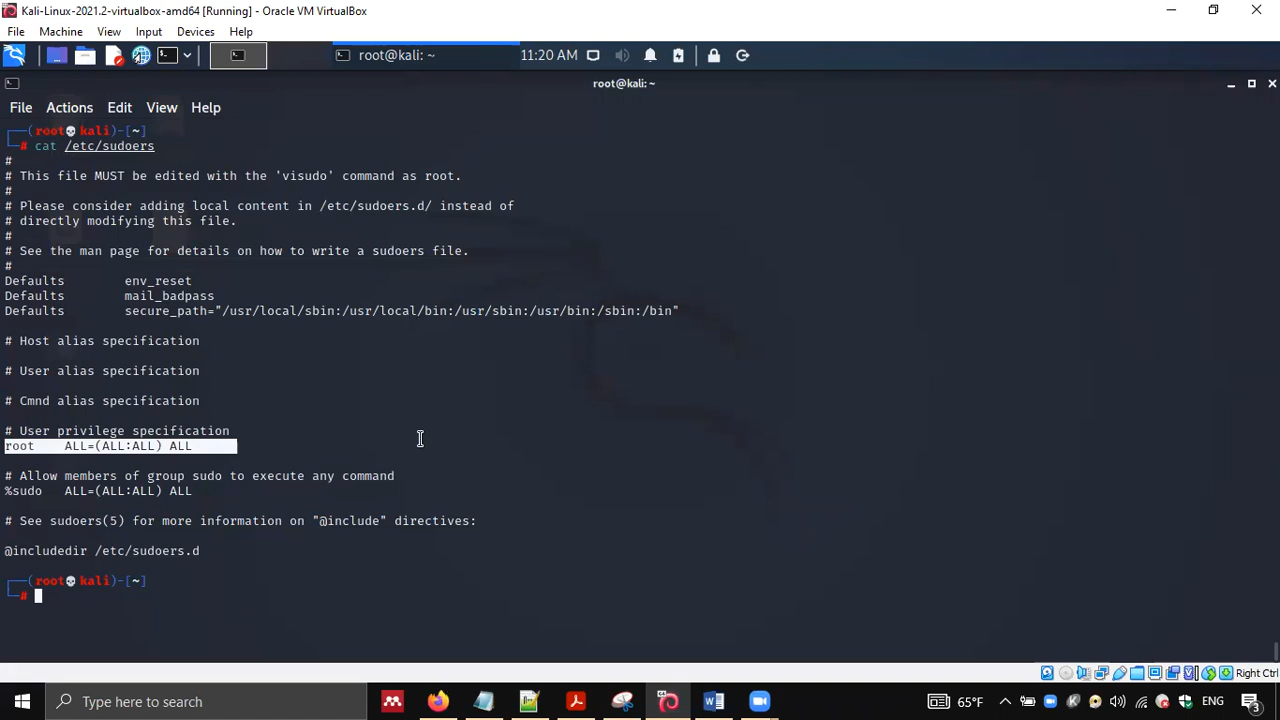 Kali-Linux-2021.2-virtualbox-amd64 [Running] - Oracle VM VirtualBox
File Machine View Input Devices Help
root@kali: ~ 11:20 AM
root@kali:~
File Actions Edit View Help
┌──(root💀kali)-[~]
└─# cat /etc/sudoers
#
# This file MUST be edited with the 'visudo' command as root.
#
# Please consider adding local content in /etc/sudoers.d/ instead of
# directly modifying this file.
#
# See the man page for details on how to write a sudoers file.
#
Defaults env_reset
Defaults mail_badpass
Defaults secure_path="/usr/local/sbin:/usr/local/bin:/usr/sbin:/usr/bin:/sbin:/bin"
# Host alias specification
# User alias specification
# Cmnd alias specification
# User privilege specification
root ALL=(ALL:ALL) ALL
# Allow members of group sudo to execute any command
%sudo ALL=(ALL:ALL) ALL
# See sudoers(5) for more information on "@include" directives:
@includedir /etc/sudoers.d
┌──(root💀kali)-[~]
└─#
Right Ctrl
Type here to search
65°F ENG 3